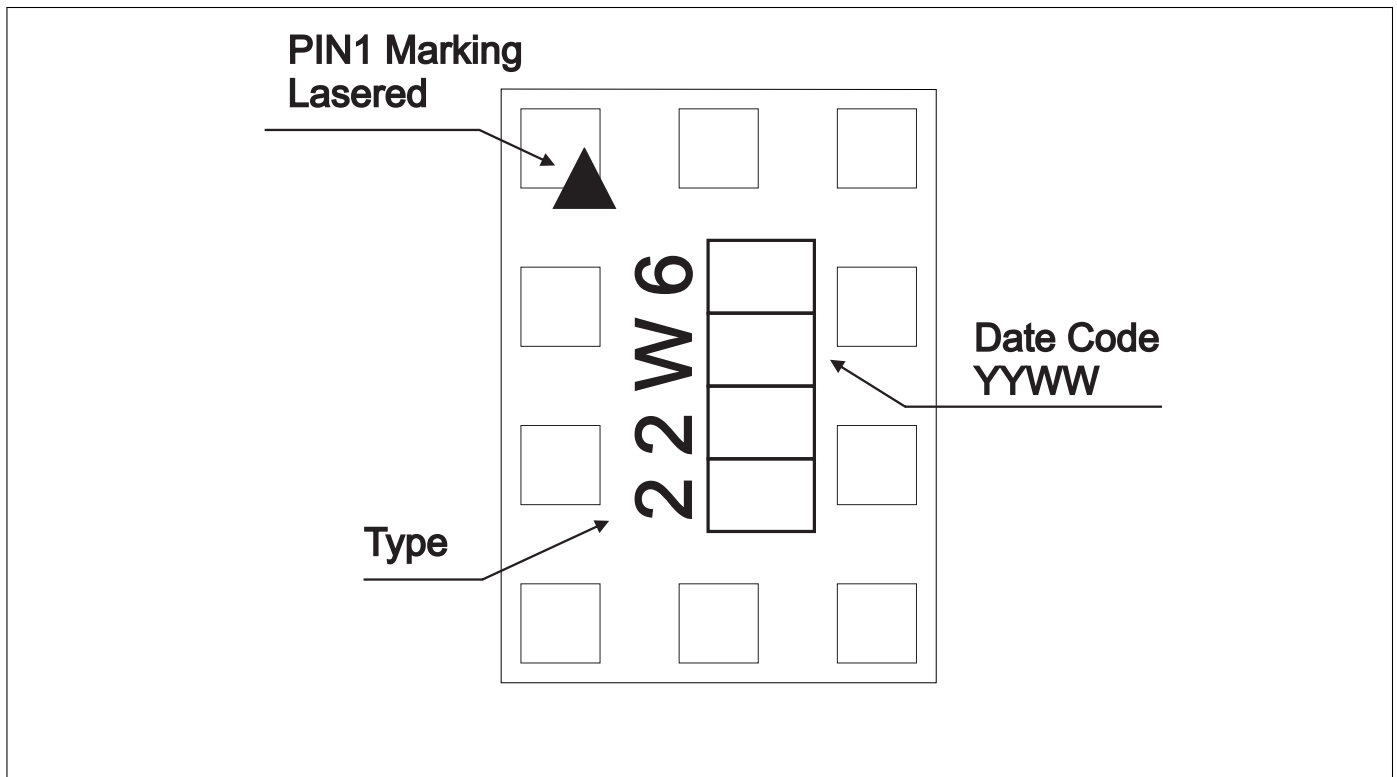 PIN1 Marking
Lasered
22W6
Date Code
YYWW
Type